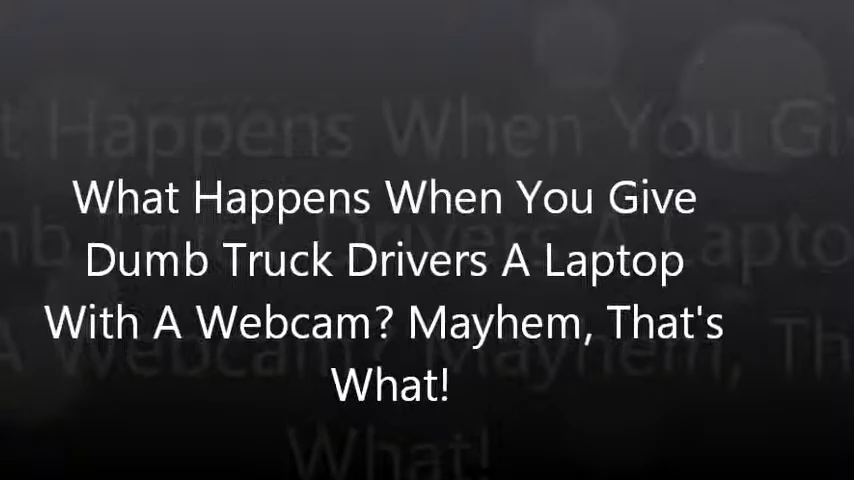 What Happens When You Give
Dumb Truck Drivers A Laptop
With A Webcam? Mayhem, That's
What!